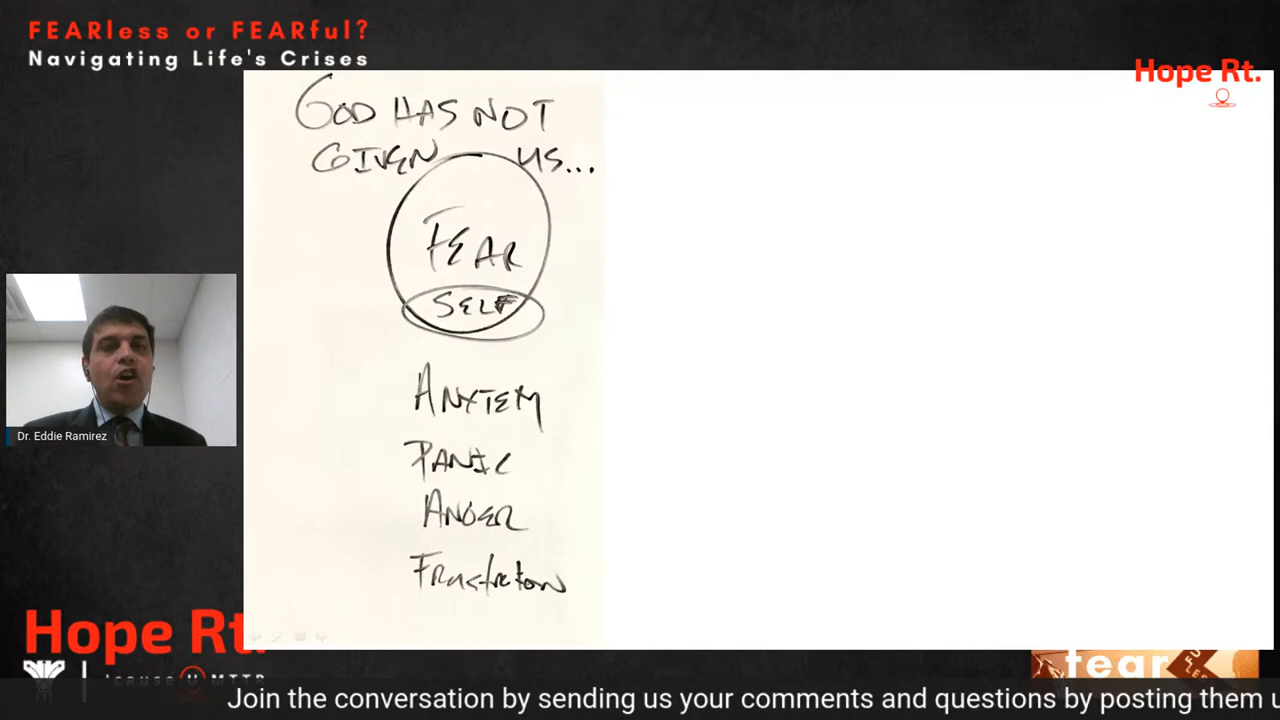 FEARless or FEARful?
Navigating Life's Crises
Hope Rt.
GOD HAS NOT
GIVEN US...
FEAR
SELF
ANXIETY
PANIC
ANGER
Frustration
Dr. Eddie Ramirez
Hope Rt.
'cause U MTTR
fear
Join the conversation by sending us your comments and questions by posting them u